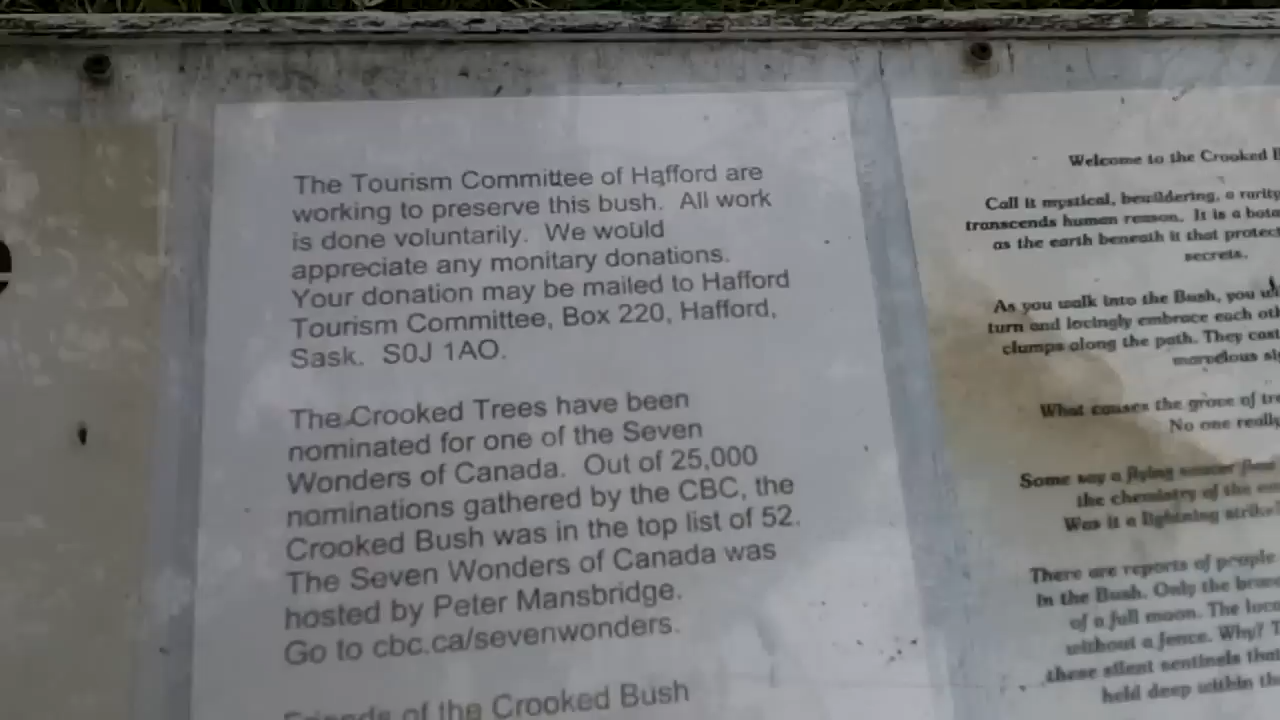 The Tourism Committee of Hafford are
working to preserve this bush. All work
is done voluntarily. We would
appreciate any monitary donations.
Your donation may be mailed to Hafford
Tourism Committee, Box 220, Hafford,
Sask. S0J 1AO.
The Crooked Trees have been
nominated for one of the Seven
Wonders of Canada. Out of 25,000
nominations gathered by the CBC, the
Crooked Bush was in the top list of 52.
The Seven Wonders of Canada was
hosted by Peter Mansbridge.
Go to cbc.ca/sevenwonders.
Friends of the Crooked Bush
Welcome to the Crooked
Call it mystical, bewildering, a rarity
transcends human reason. It is a
as the earth beneath it that
secrets.
As you walk into the Bush, you
turn and lovingly embrace each
clumps along the path. They
marvelous
What causes the grove of
No one really
Some say a flying saucer
the chemistry of the
Was it a lightning
There are reports of people
in the Bush. Only the
of a full moon. The
without a fence. Why?
these silent sentinels that
held deep within